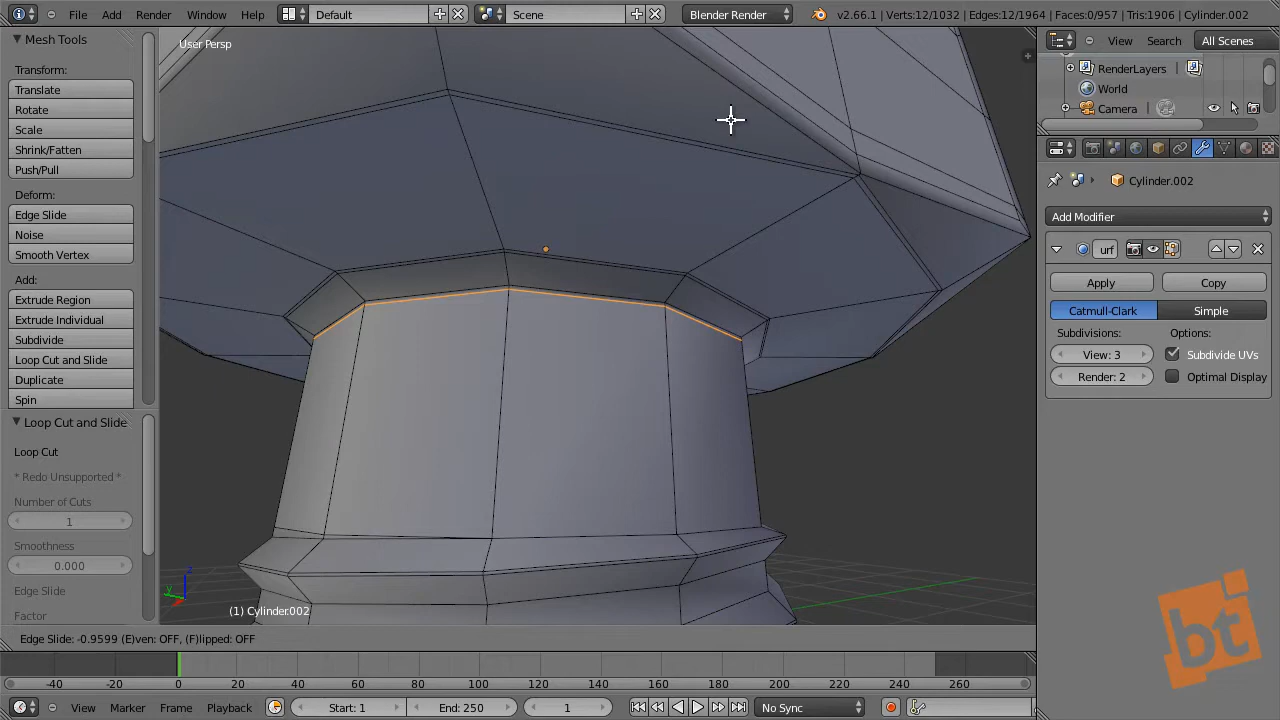 File Add Render Window Help Default Scene Blender Render v2.66.1 | Verts:12/1032 | Edges:12/1964 | Faces:0/957 | Tris:1906 | Cylinder.002
Mesh Tools
Transform:
Translate
Rotate
Scale
Shrink/Fatten
Push/Pull
Deform:
Edge Slide
Noise
Smooth Vertex
Add:
Extrude Region
Extrude Individual
Subdivide
Loop Cut and Slide
Duplicate
Spin
Loop Cut and Slide
Loop Cut
* Redo Unsupported *
Number of Cuts
1
Smoothness
0.000
Edge Slide
Factor
User Persp
y z
(1) Cylinder.002
Edge Slide: -0.9599 (E)ven: OFF, (F)lipped: OFF
View Search All Scenes
RenderLayers
World
Camera
Cylinder.002
Add Modifier
urf
Apply Copy
Catmull-Clark Simple
Subdivisions: Options:
View: 3 Subdivide UVs
Render: 2 Optimal Display
bt
-40 -20 0 20 40 60 80 100 120 140 160 180 200 220 240 260
View Marker Frame Playback Start: 1 End: 250 1 No Sync